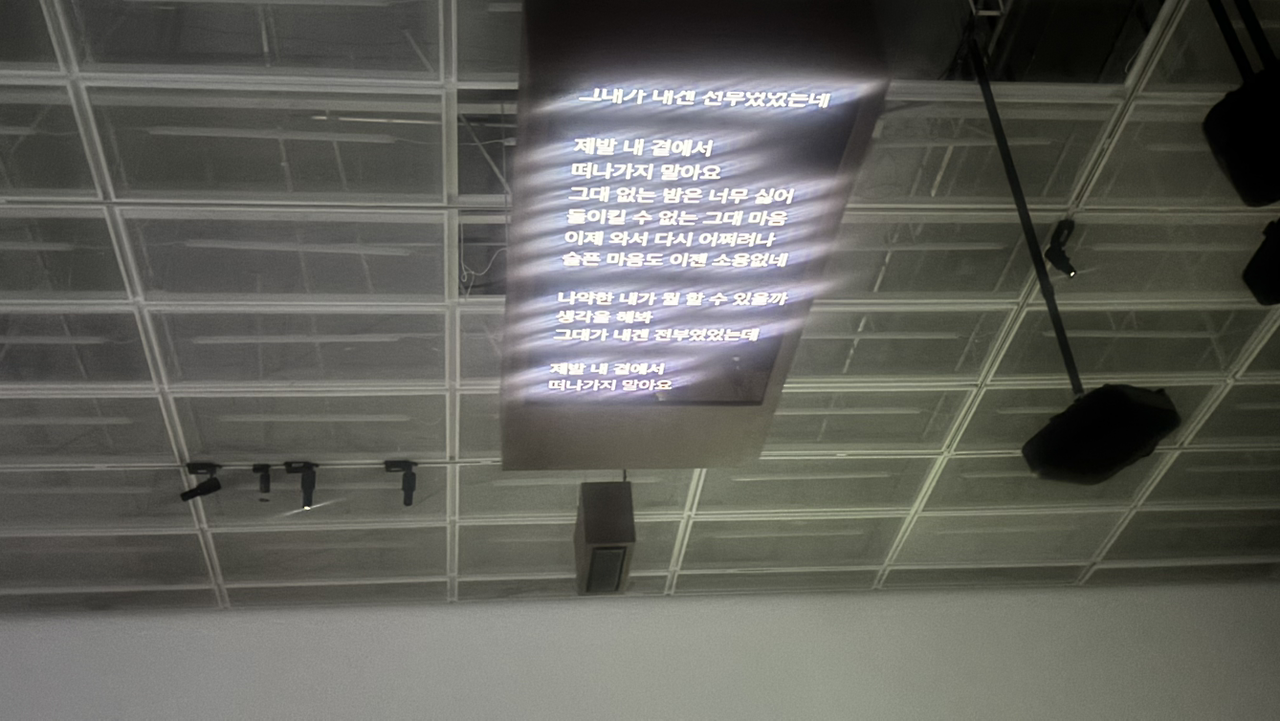 그대가 내겐 전부였었는데
제발 내 곁에서
떠나가지 말아요
그대 없는 밤은 너무 싫어
돌이킬 수 없는 그대 마음
이제 와서 다시 어쩌려나
슬픈 마음도 이젠 소용없네
나약한 내가 뭘 할 수 있을까
생각을 해봐
그대가 내겐 전부였었는데
제발 내 곁에서
떠나가지 말아요